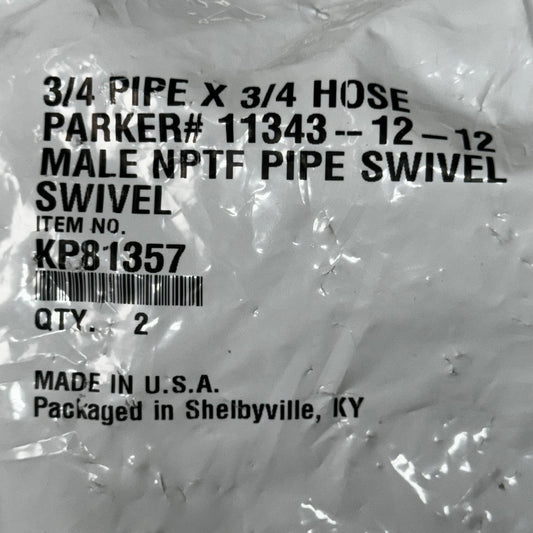 3/4 PIPE X 3/4 HOSE
PARKER# 11343--12-12
MALE NPTF PIPE SWIVEL
SWIVEL
ITEM NO.
KP81357
QTY. 2
MADE IN U.S.A.
Packaged in Shelbyville, KY